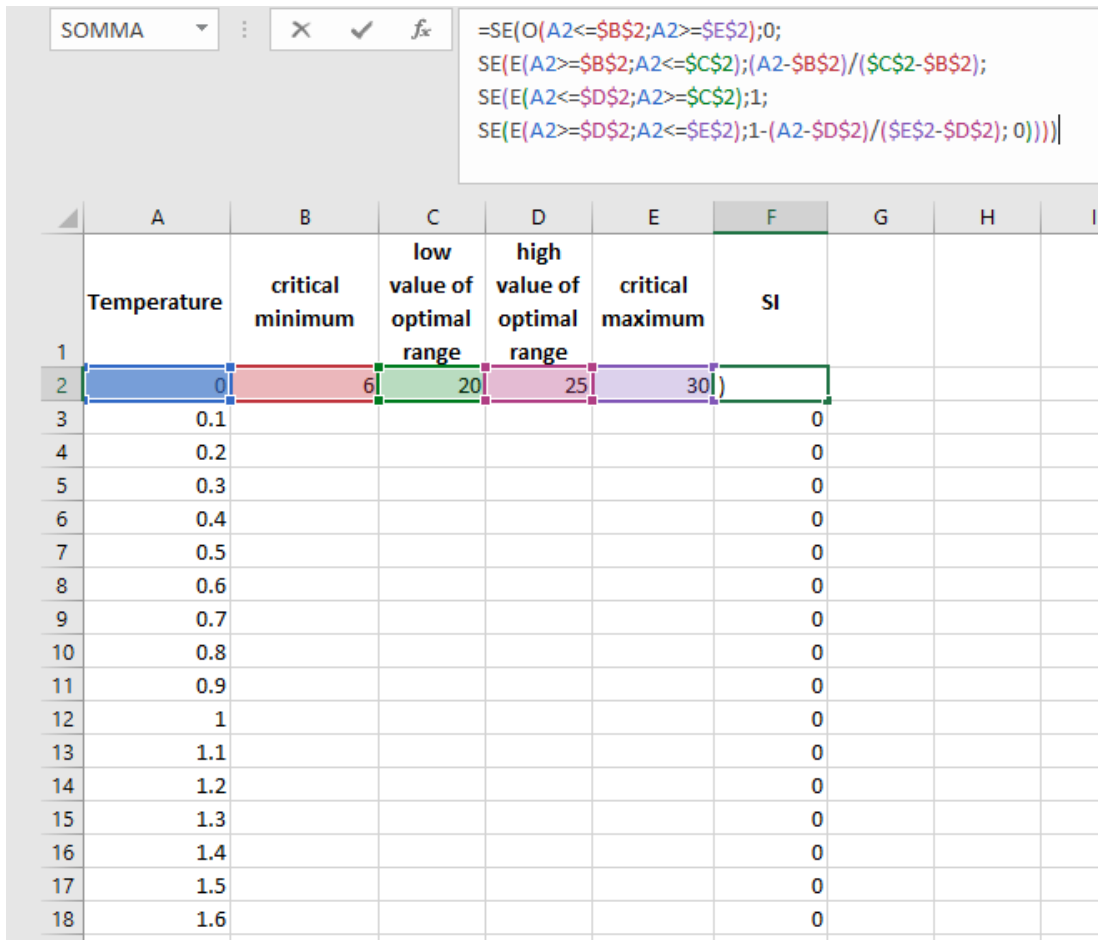 SOMMA fx =SE(O(A2<=$B$2;A2>=$E$2);0;
SE(E(A2>=$B$2;A2<=$C$2);(A2-$B$2)/($C$2-$B$2);
SE(E(A2<=$D$2;A2>=$C$2);1;
SE(E(A2>=$D$2;A2<=$E$2);1-(A2-$D$2)/($E$2-$D$2); 0))))
A B C D E F G H I
1 Temperature critical minimum low value of optimal range high value of optimal range critical maximum SI
2 0 6 20 25 30 )
3 0.1 0
4 0.2 0
5 0.3 0
6 0.4 0
7 0.5 0
8 0.6 0
9 0.7 0
10 0.8 0
11 0.9 0
12 1 0
13 1.1 0
14 1.2 0
15 1.3 0
16 1.4 0
17 1.5 0
18 1.6 0